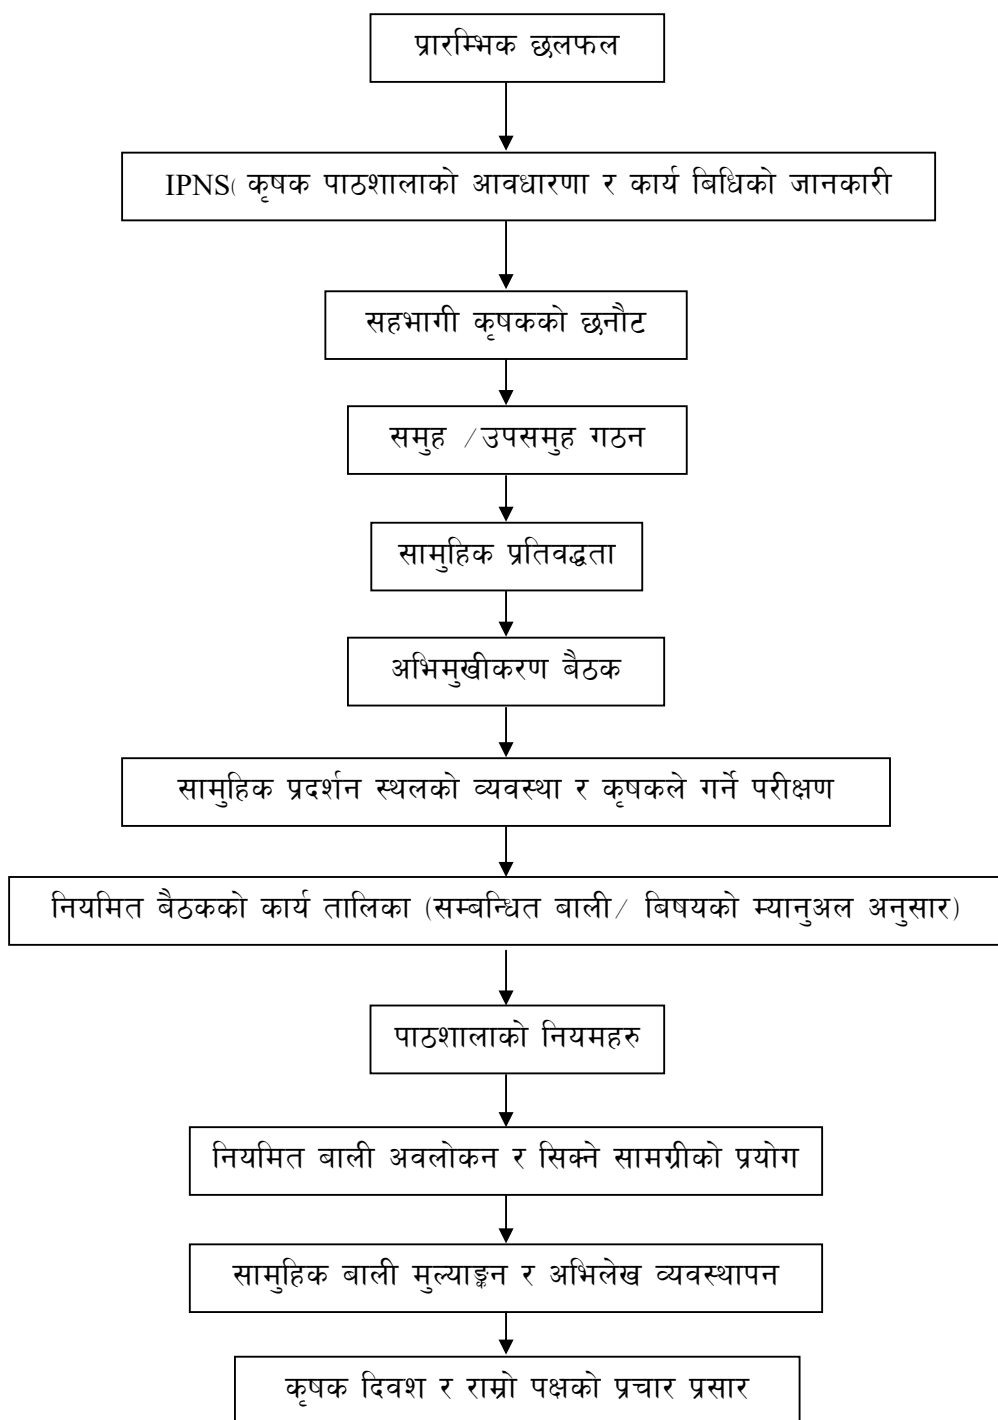 प्रारम्भिक छलफल
IPNS( कृषक पाठशालाको आवधारणा र कार्य बिधिको जानकारी
सहभागी कृषकको छनौट
समुह /उपसमुह गठन
सामुहिक प्रतिवद्धता
अभिमुखीकरण बैठक
सामुहिक प्रदर्शन स्थलको व्यवस्था र कृषकले गर्ने परीक्षण
नियमित बैठकको कार्य तालिका (सम्बन्धित बाली/ बिषयको म्यानुअल अनुसार)
पाठशालाको नियमहरु
नियमित बाली अवलोकन र सिक्ने सामग्रीको प्रयोग
सामुहिक बाली मुल्याङ्कन र अभिलेख व्यवस्थापन
कृषक दिवश र राम्रो पक्षको प्रचार प्रसार